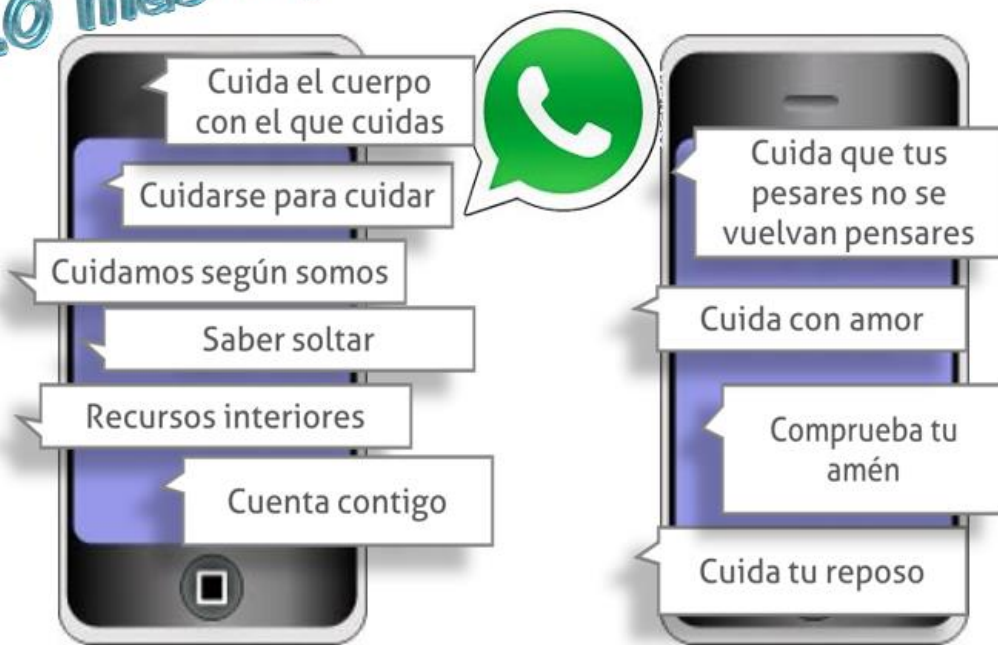 Lo
Cuida el cuerpo
con el que cuidas
Cuidarse para cuidar
Cuidamos según somos
Saber soltar
Recursos interiores
Cuenta contigo
Cuida que tus
pesares no se
vuelvan pensares
Cuida con amor
Comprueba tu
amén
Cuida tu reposo